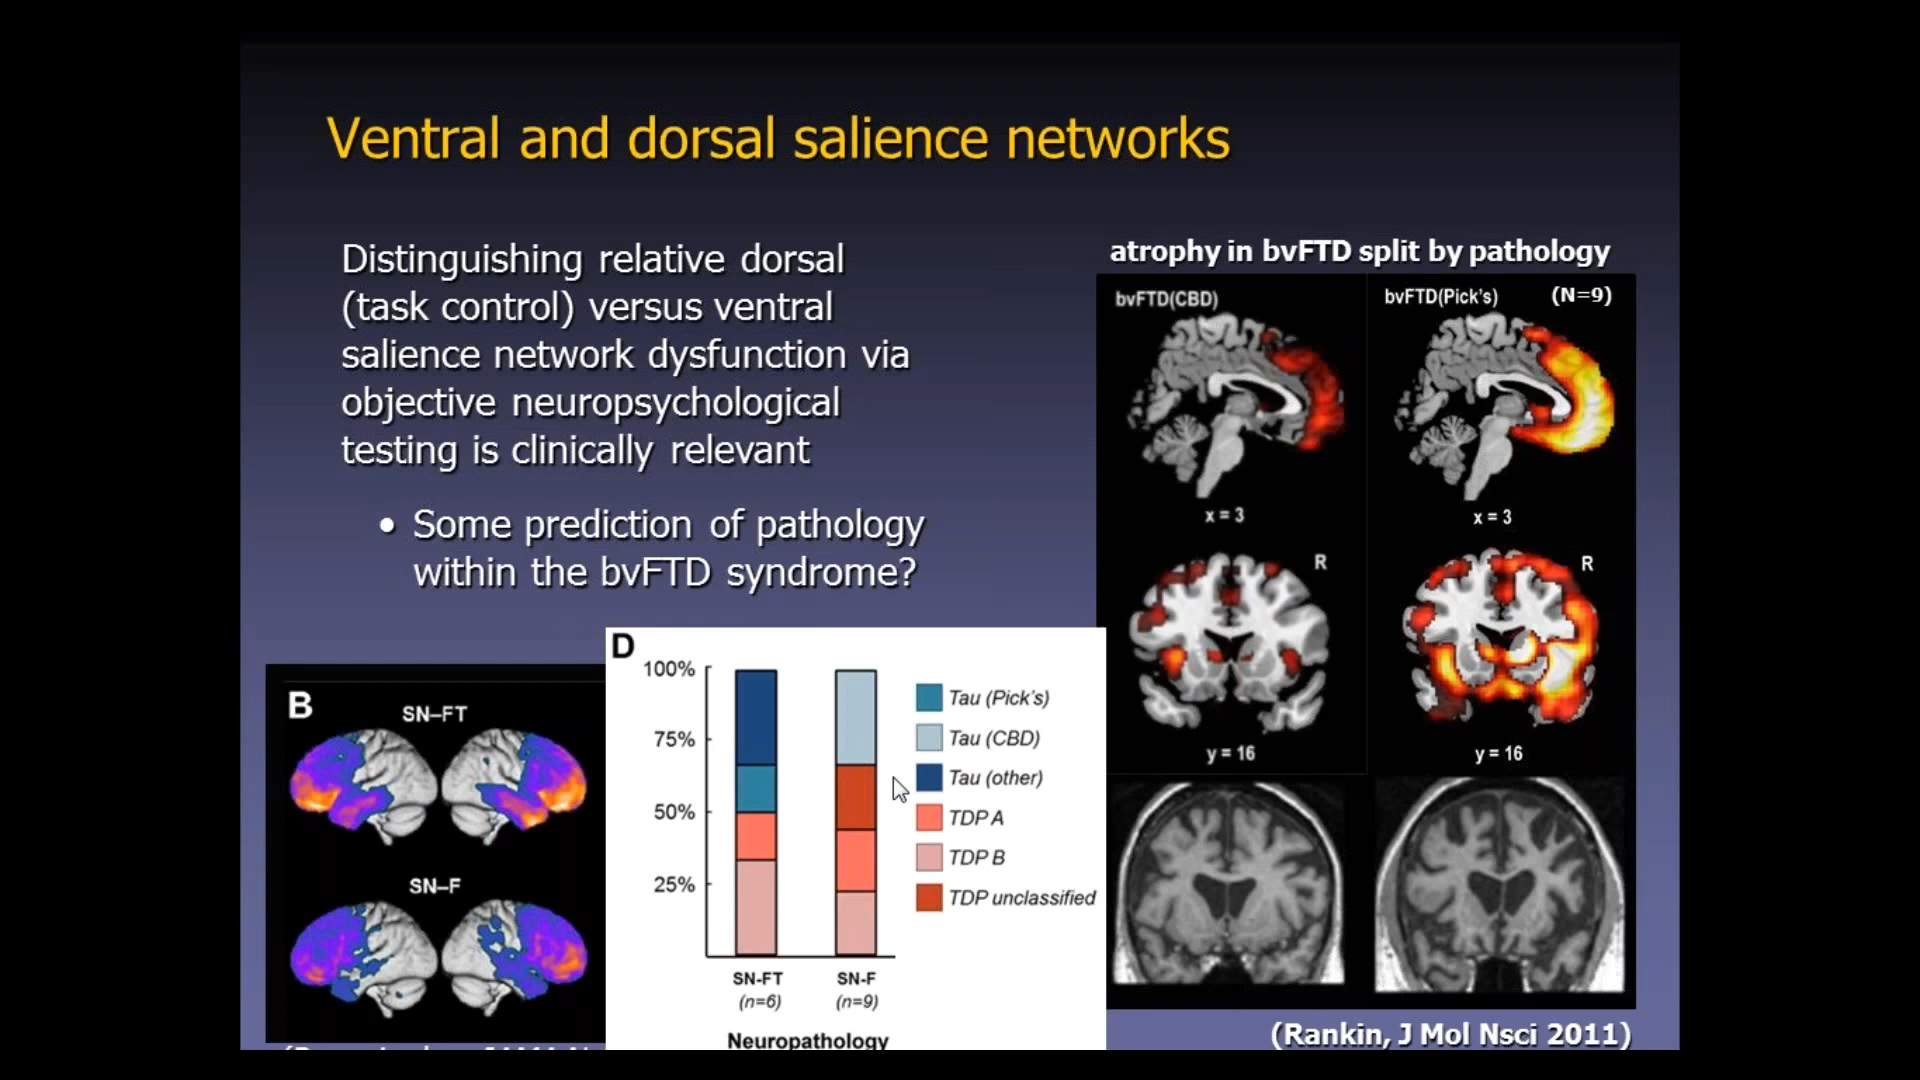 Ventral and dorsal salience networks
Distinguishing relative dorsal
(task control) versus ventral
salience network dysfunction via
objective neuropsychological
testing is clinically relevant
• Some prediction of pathology
within the bvFTD syndrome?
atrophy in bvFTD split by pathology
bvFTD(CBD)
bvFTD(Pick's) (N=9)
x = 3
x = 3
R
R
y = 16
y = 16
B
SN–FT
SN–F
D
100%
75%
50%
25%
Tau (Pick's)
Tau (CBD)
Tau (other)
TDP A
TDP B
TDP unclassified
SN-FT
(n=6)
SN-F
(n=9)
Neuropathology
(Rankin, J Mol Nsci 2011)